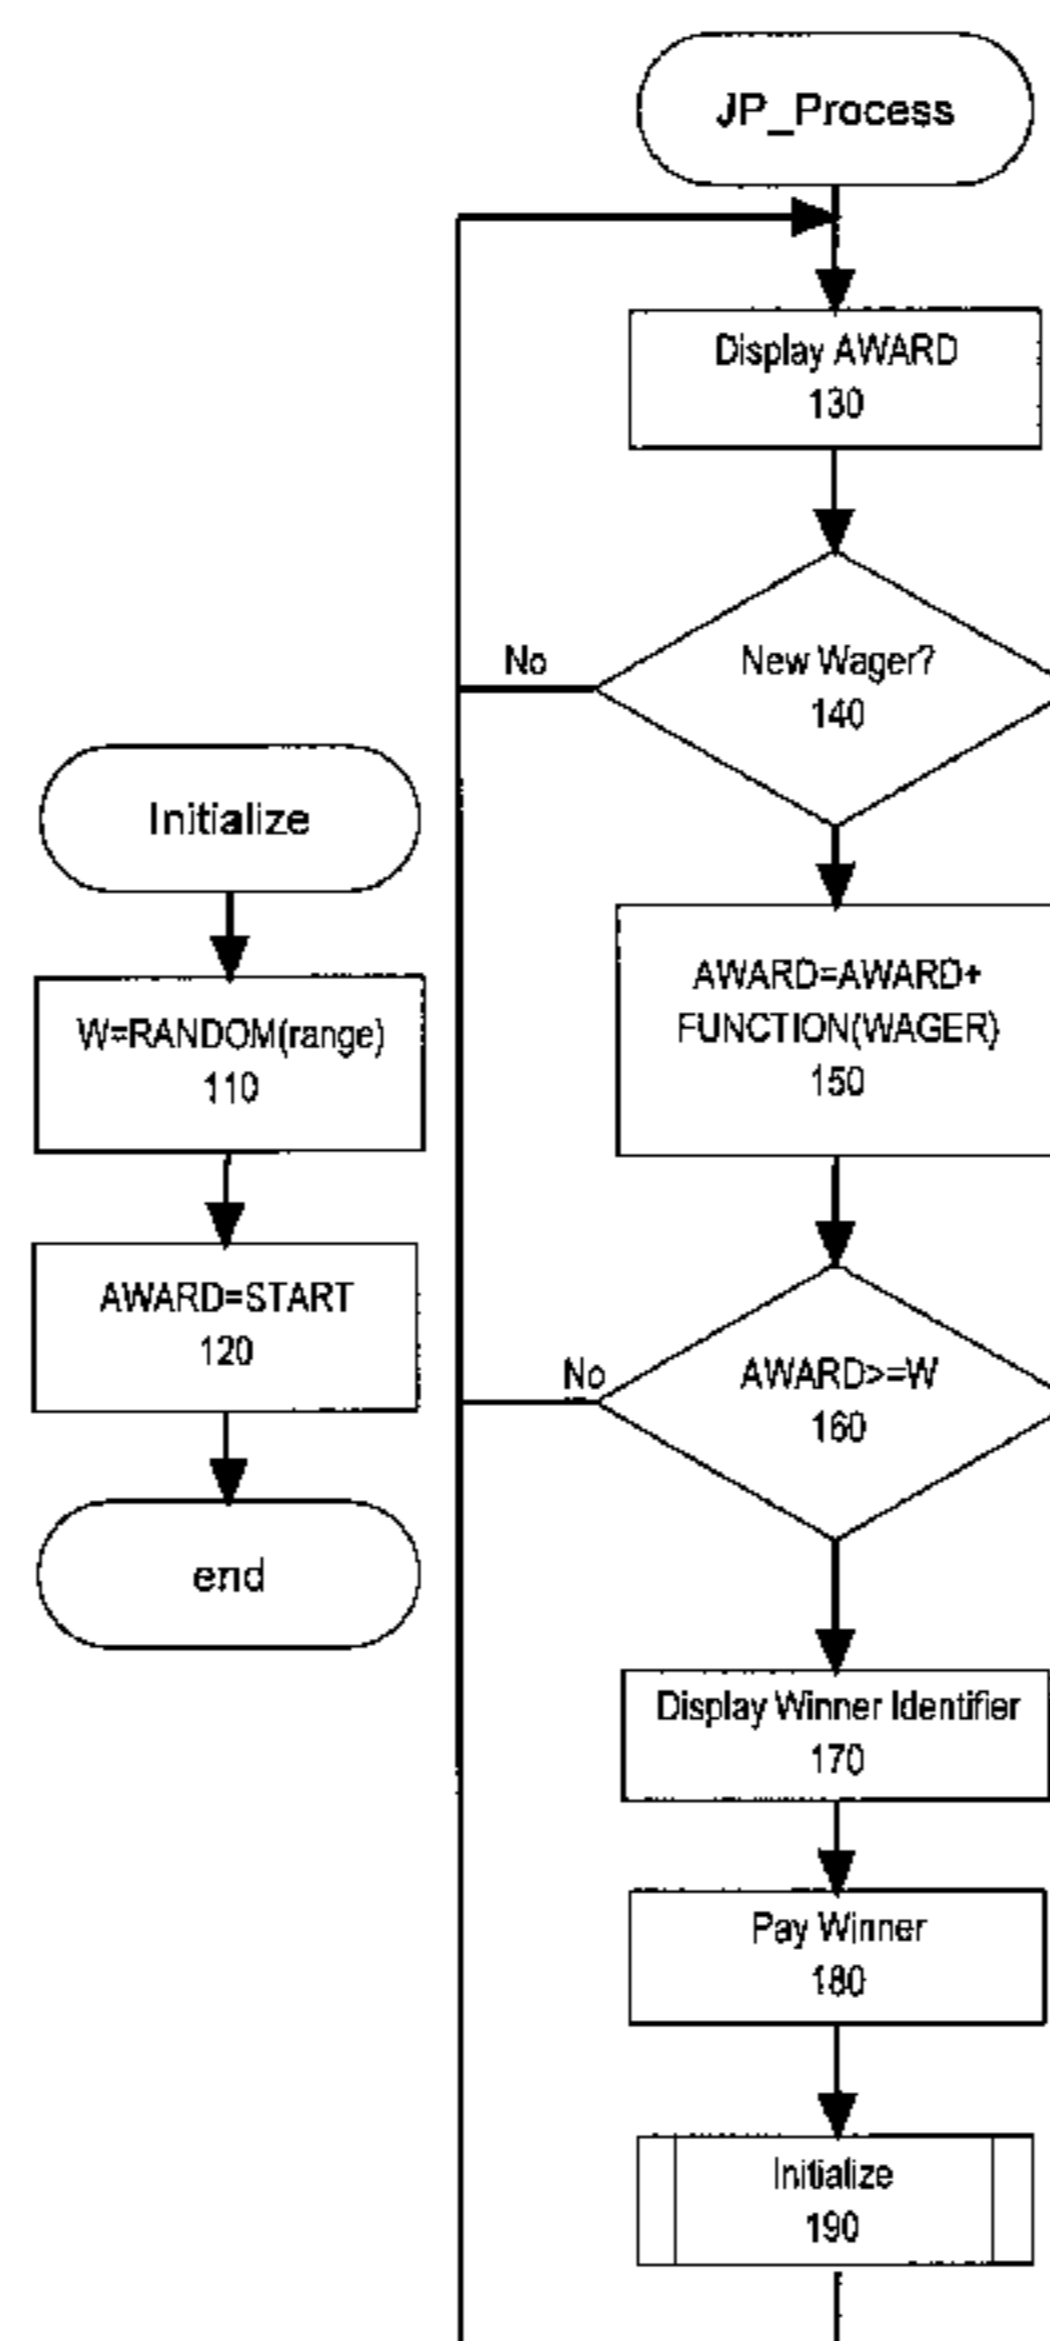 JP_Process
Display AWARD
130
No
New Wager?
140
AWARD=AWARD+
FUNCTION(WAGER)
150
No
AWARD>=W
160
Display Winner Identifier
170
Pay Winner
180
Initialize
190
Initialize
W=RANDOM(range)
110
AWARD=START
120
end